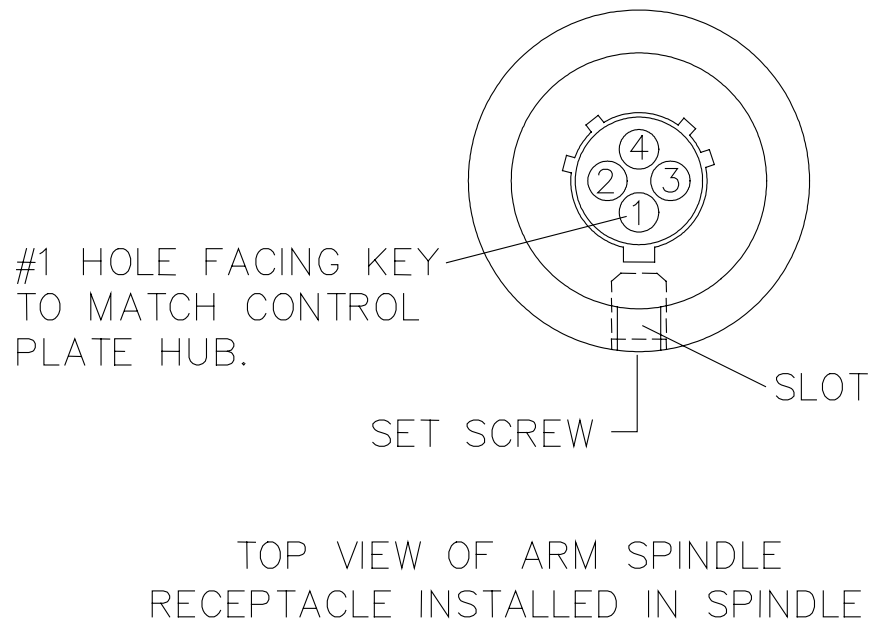 4
2 3
1
#1 HOLE FACING KEY
TO MATCH CONTROL
PLATE HUB.
SLOT
SET SCREW
TOP VIEW OF ARM SPINDLE
RECEPTACLE INSTALLED IN SPINDLE